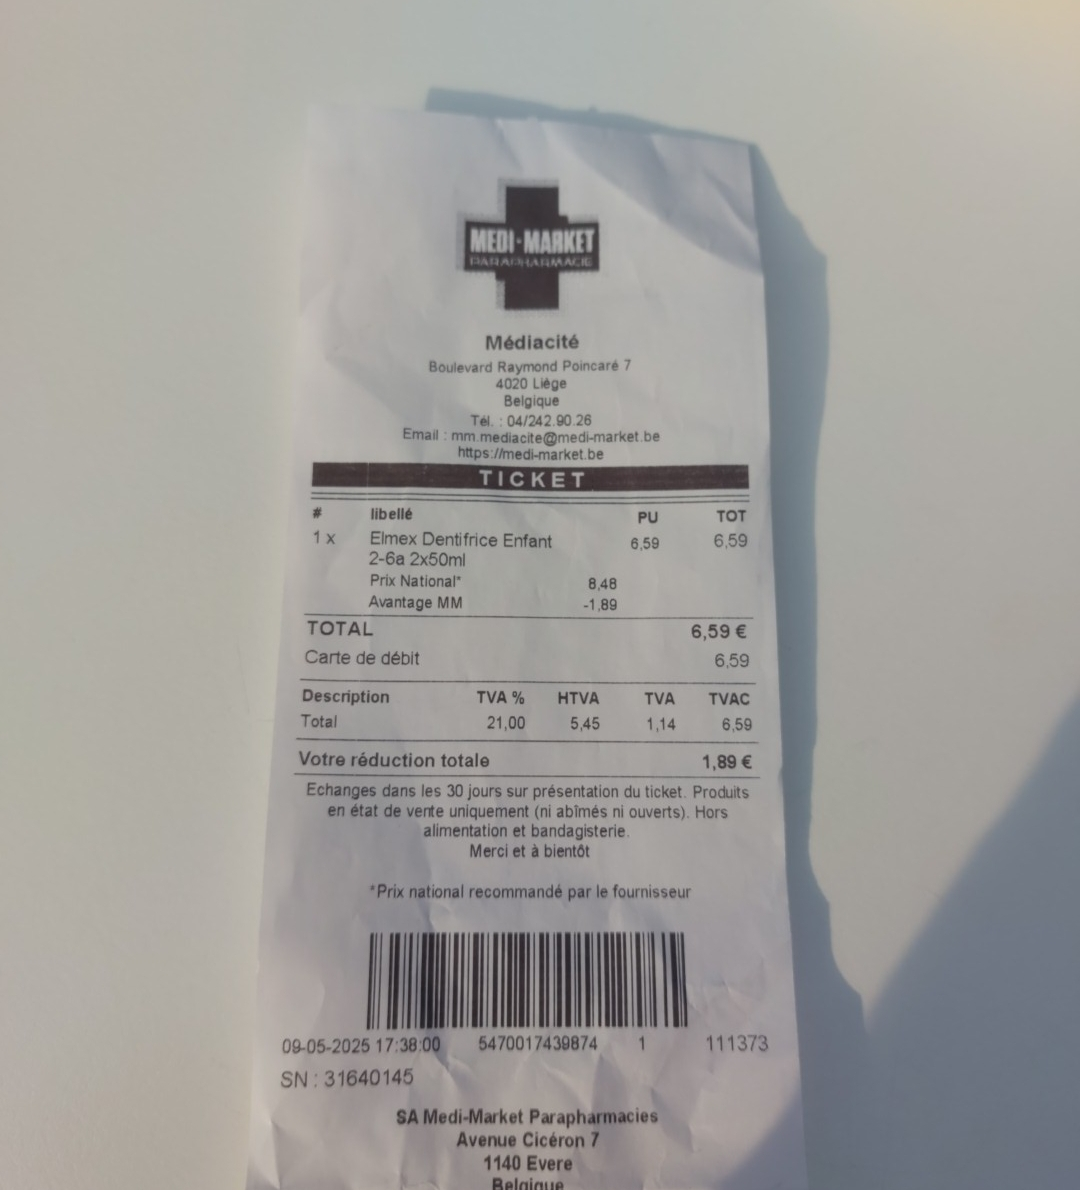 MEDI-MARKET
PARAPHARMACIE
Médiacité
Boulevard Raymond Poincaré 7
4020 Liège
Belgique
Tél. : 04/242.90.26
Email : mm.mediacite@medi-market.be
https://medi-market.be
TICKET
# libellé PU TOT
1 x Elmex Dentifrice Enfant 6,59 6,59
2-6a 2x50ml
Prix National* 8,48
Avantage MM -1,89
TOTAL 6,59 €
Carte de débit 6,59
Description TVA % HTVA TVA TVAC
Total 21,00 5,45 1,14 6,59
Votre réduction totale 1,89 €
Echanges dans les 30 jours sur présentation du ticket. Produits
en état de vente uniquement (ni abîmés ni ouverts). Hors
alimentation et bandagisterie.
Merci et à bientôt
*Prix national recommandé par le fournisseur
09-05-2025 17:38:00 5470017439874 1 111373
SN : 31640145
SA Medi-Market Parapharmacies
Avenue Cicéron 7
1140 Evere
Belgique